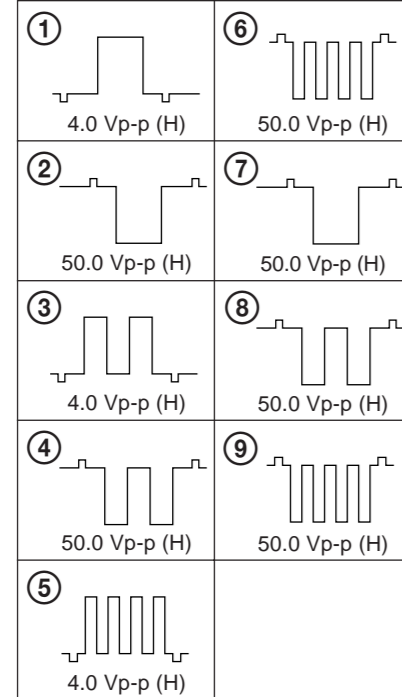 ①
4.0 Vp-p (H)
②
50.0 Vp-p (H)
③
4.0 Vp-p (H)
④
50.0 Vp-p (H)
⑤
4.0 Vp-p (H)
⑥
50.0 Vp-p (H)
⑦
50.0 Vp-p (H)
⑧
50.0 Vp-p (H)
⑨
50.0 Vp-p (H)